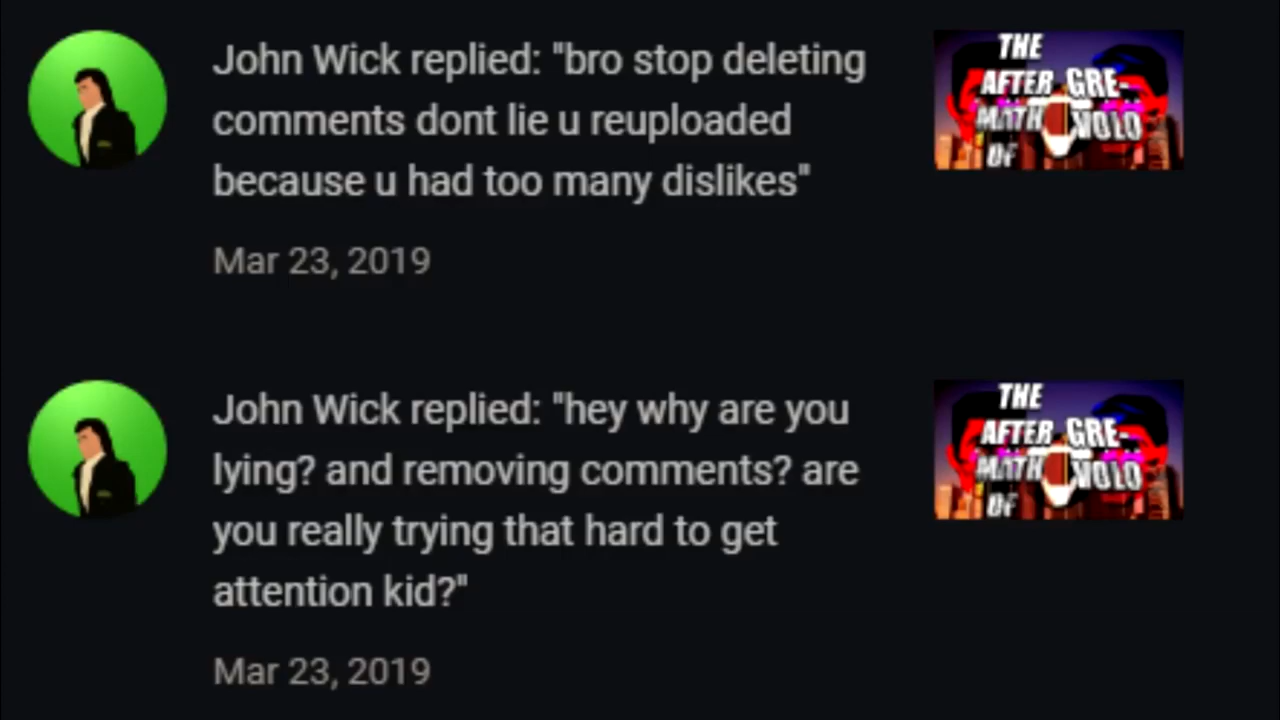 John Wick replied: "bro stop deleting
comments dont lie u reuploaded
because u had too many dislikes"
Mar 23, 2019
THE
AFTER GRE-
MATH VOLO
OF
John Wick replied: "hey why are you
lying? and removing comments? are
you really trying that hard to get
attention kid?"
Mar 23, 2019
THE
AFTER GRE-
MATH VOLO
OF